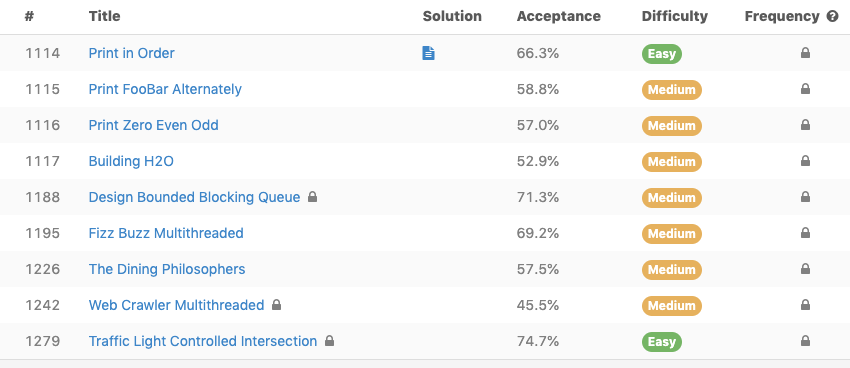 # Title Solution Acceptance Difficulty Frequency ?
1114 Print in Order 66.3% Easy
1115 Print FooBar Alternately 58.8% Medium
1116 Print Zero Even Odd 57.0% Medium
1117 Building H2O 52.9% Medium
1188 Design Bounded Blocking Queue 71.3% Medium
1195 Fizz Buzz Multithreaded 69.2% Medium
1226 The Dining Philosophers 57.5% Medium
1242 Web Crawler Multithreaded 45.5% Medium
1279 Traffic Light Controlled Intersection 74.7% Easy